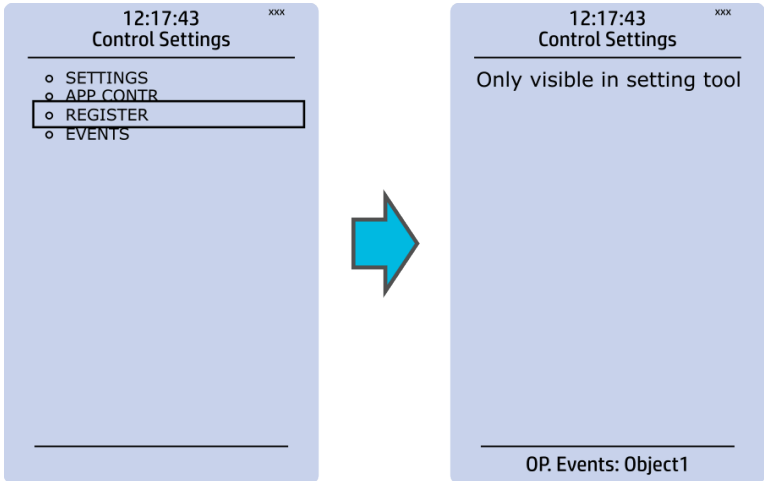 12:17:43 xxx
Control Settings
SETTINGS
APP CONTR
REGISTER
EVENTS
12:17:43 xxx
Control Settings
Only visible in setting tool
OP. Events: Object1